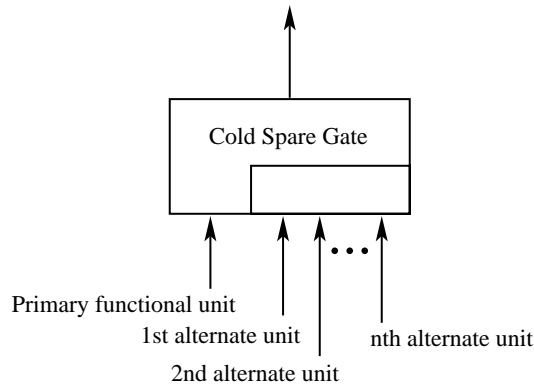 Cold Spare Gate
Primary functional unit
1st alternate unit
nth alternate unit
2nd alternate unit